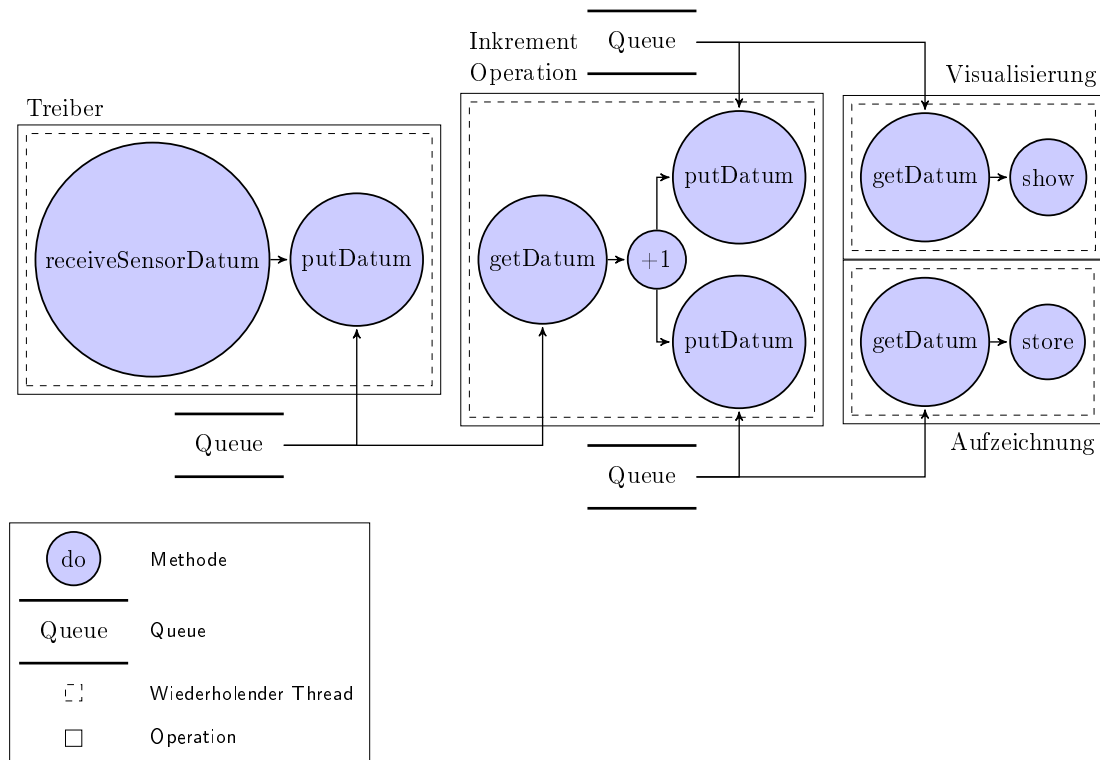 Inkrement
Operation
Queue
Visualisierung
Treiber
receiveSensorDatum
putDatum
getDatum
+1
putDatum
putDatum
getDatum
show
getDatum
store
Queue
Queue
Aufzeichnung
do
Methode
Queue
Queue
Wiederholender Thread
Operation